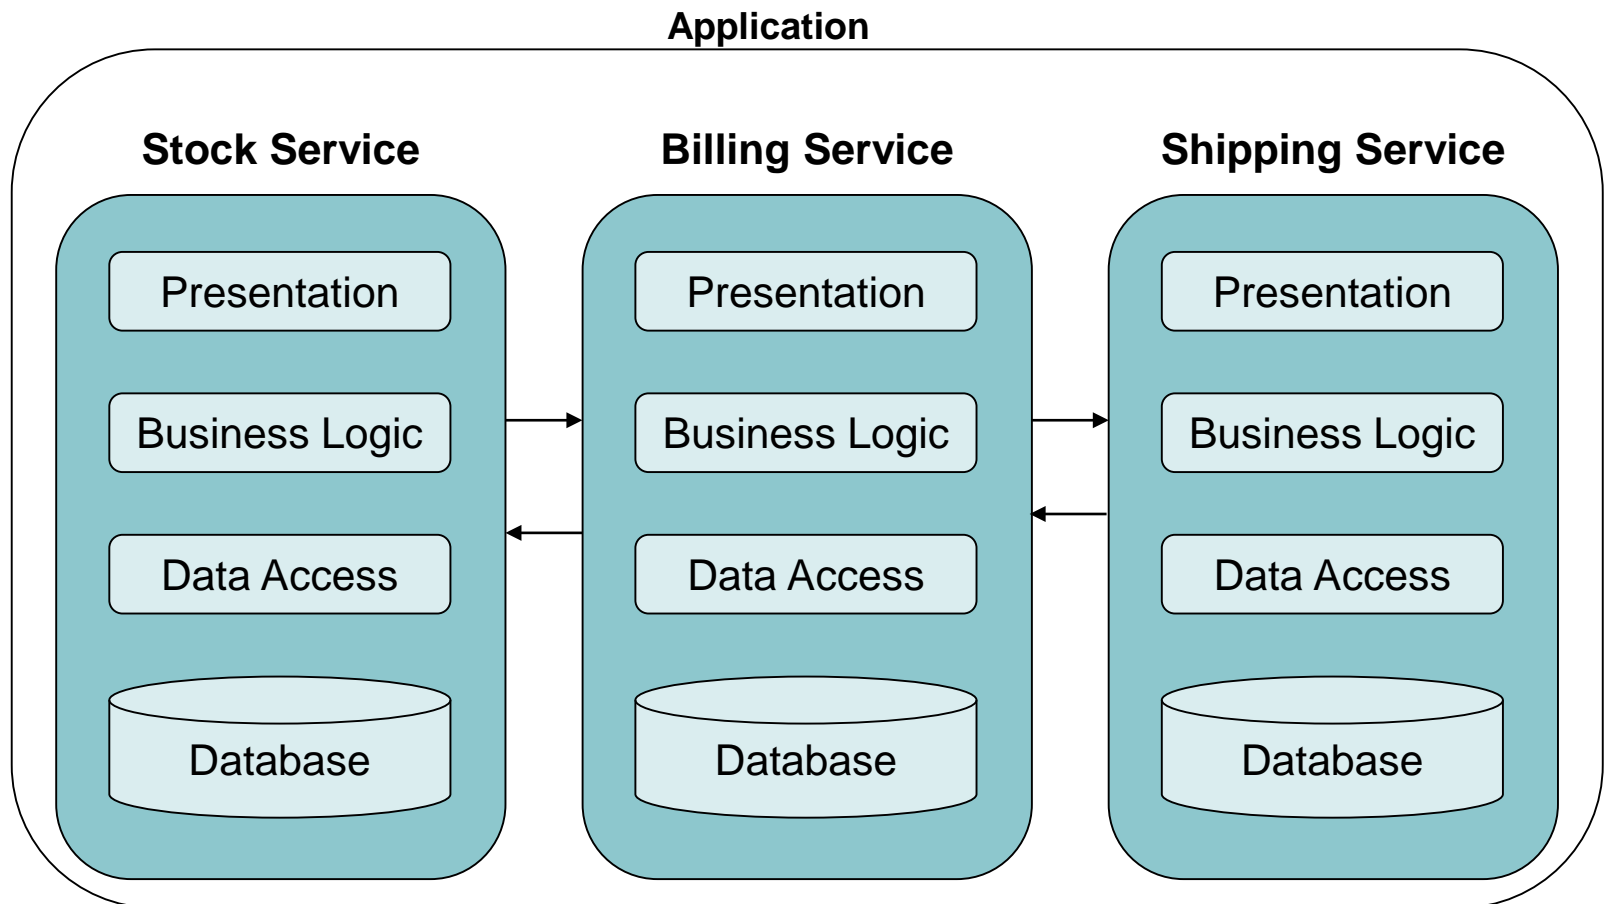 Application
Stock Service
Billing Service
Shipping Service
Presentation
Presentation
Presentation
Business Logic
Business Logic
Business Logic
Data Access
Data Access
Data Access
Database
Database
Database